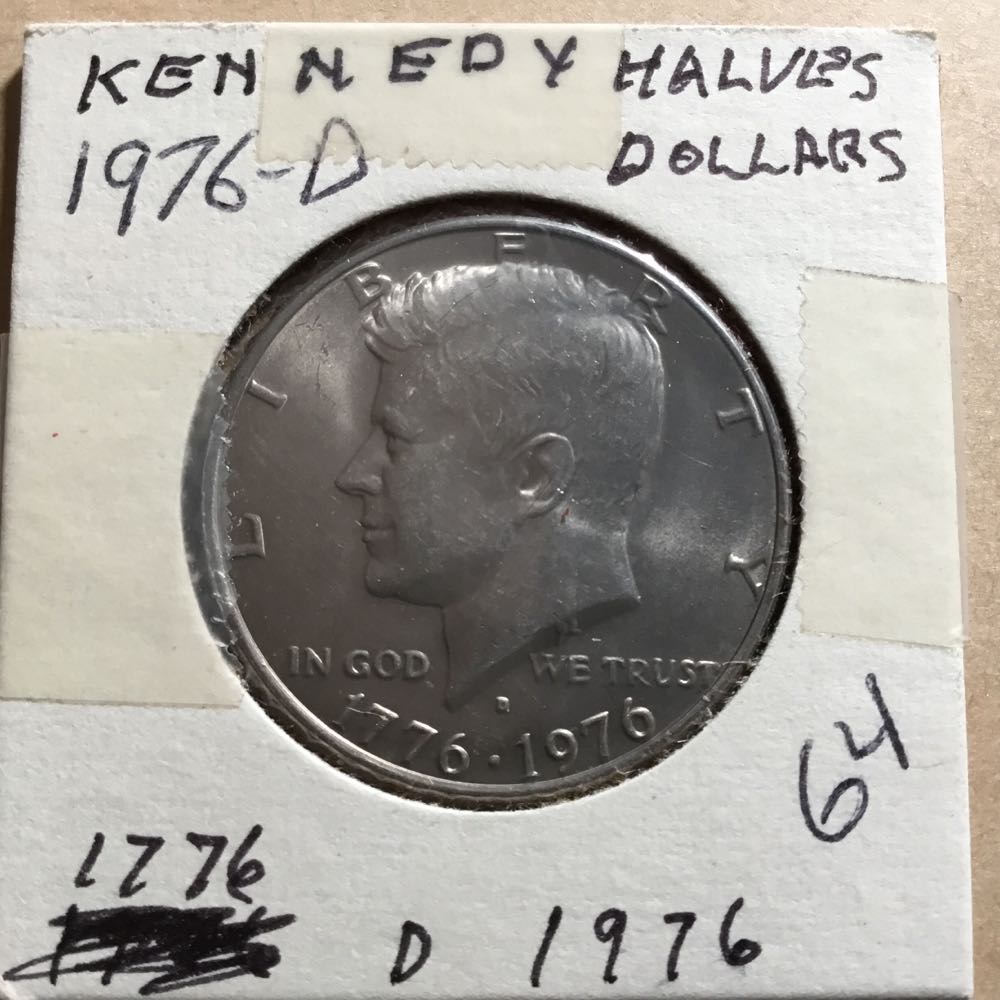 KENNEDY HALVES
1976-D DOLLARS
LIBERTY
IN GOD WE TRUST
D
1776 · 1976
64
1776
D 1976